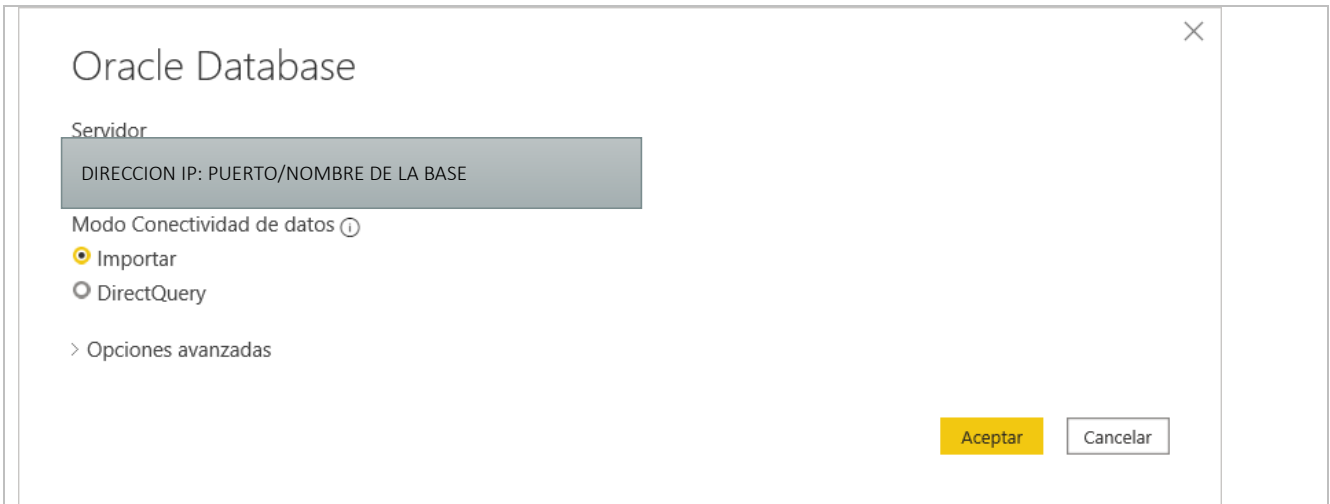 Oracle Database
Servidor
DIRECCION IP: PUERTO/NOMBRE DE LA BASE
Modo Conectividad de datos
Importar
DirectQuery
Opciones avanzadas
Aceptar Cancelar